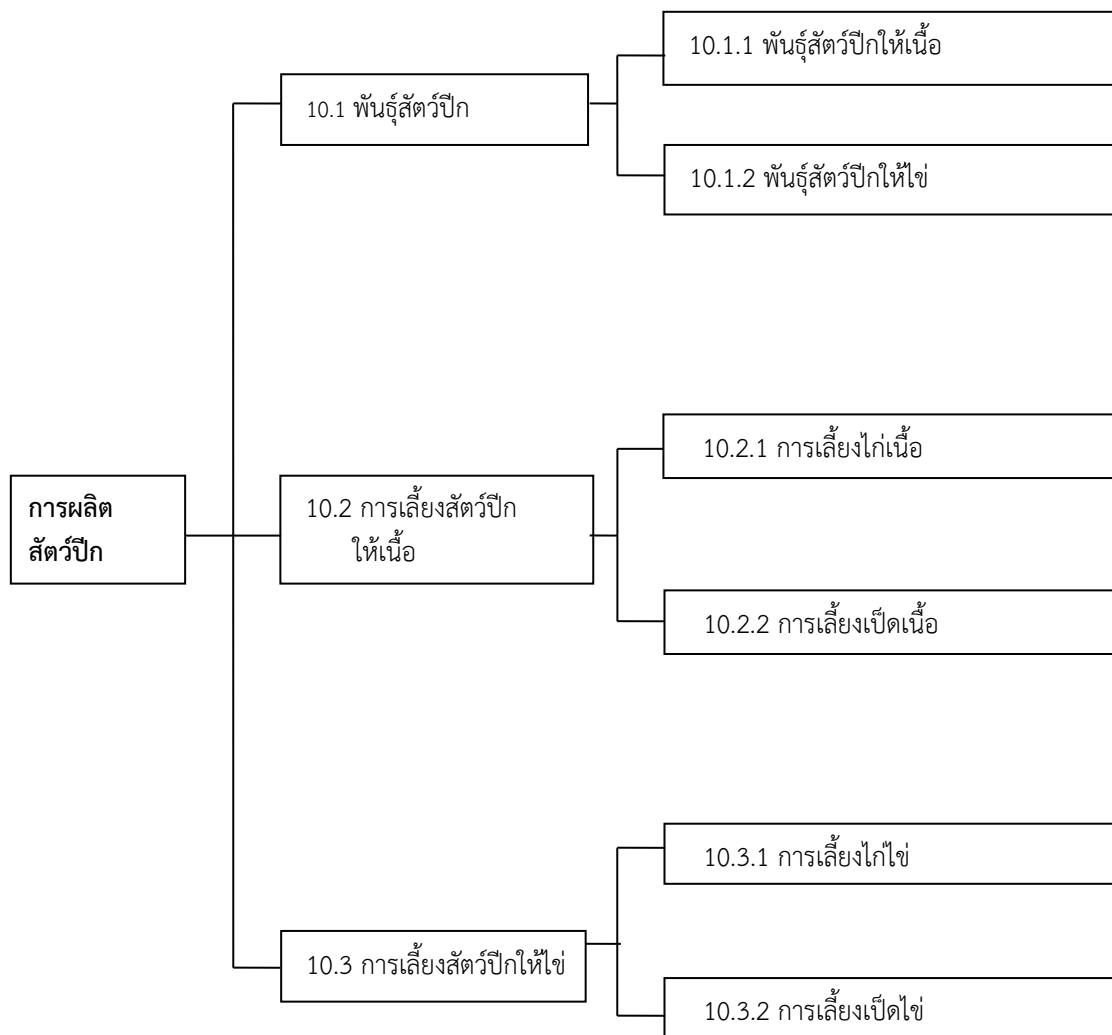 การผลิต
สัตว์ปีก
10.1 พันธุ์สัตว์ปีก
10.1.1 พันธุ์สัตว์ปีกให้เนื้อ
10.1.2 พันธุ์สัตว์ปีกให้ไข่
10.2 การเลี้ยงสัตว์ปีก
ให้เนื้อ
10.2.1 การเลี้ยงไก่เนื้อ
10.2.2 การเลี้ยงเป็ดเนื้อ
10.3 การเลี้ยงสัตว์ปีกให้ไข่
10.3.1 การเลี้ยงไก่ไข่
10.3.2 การเลี้ยงเป็ดไข่